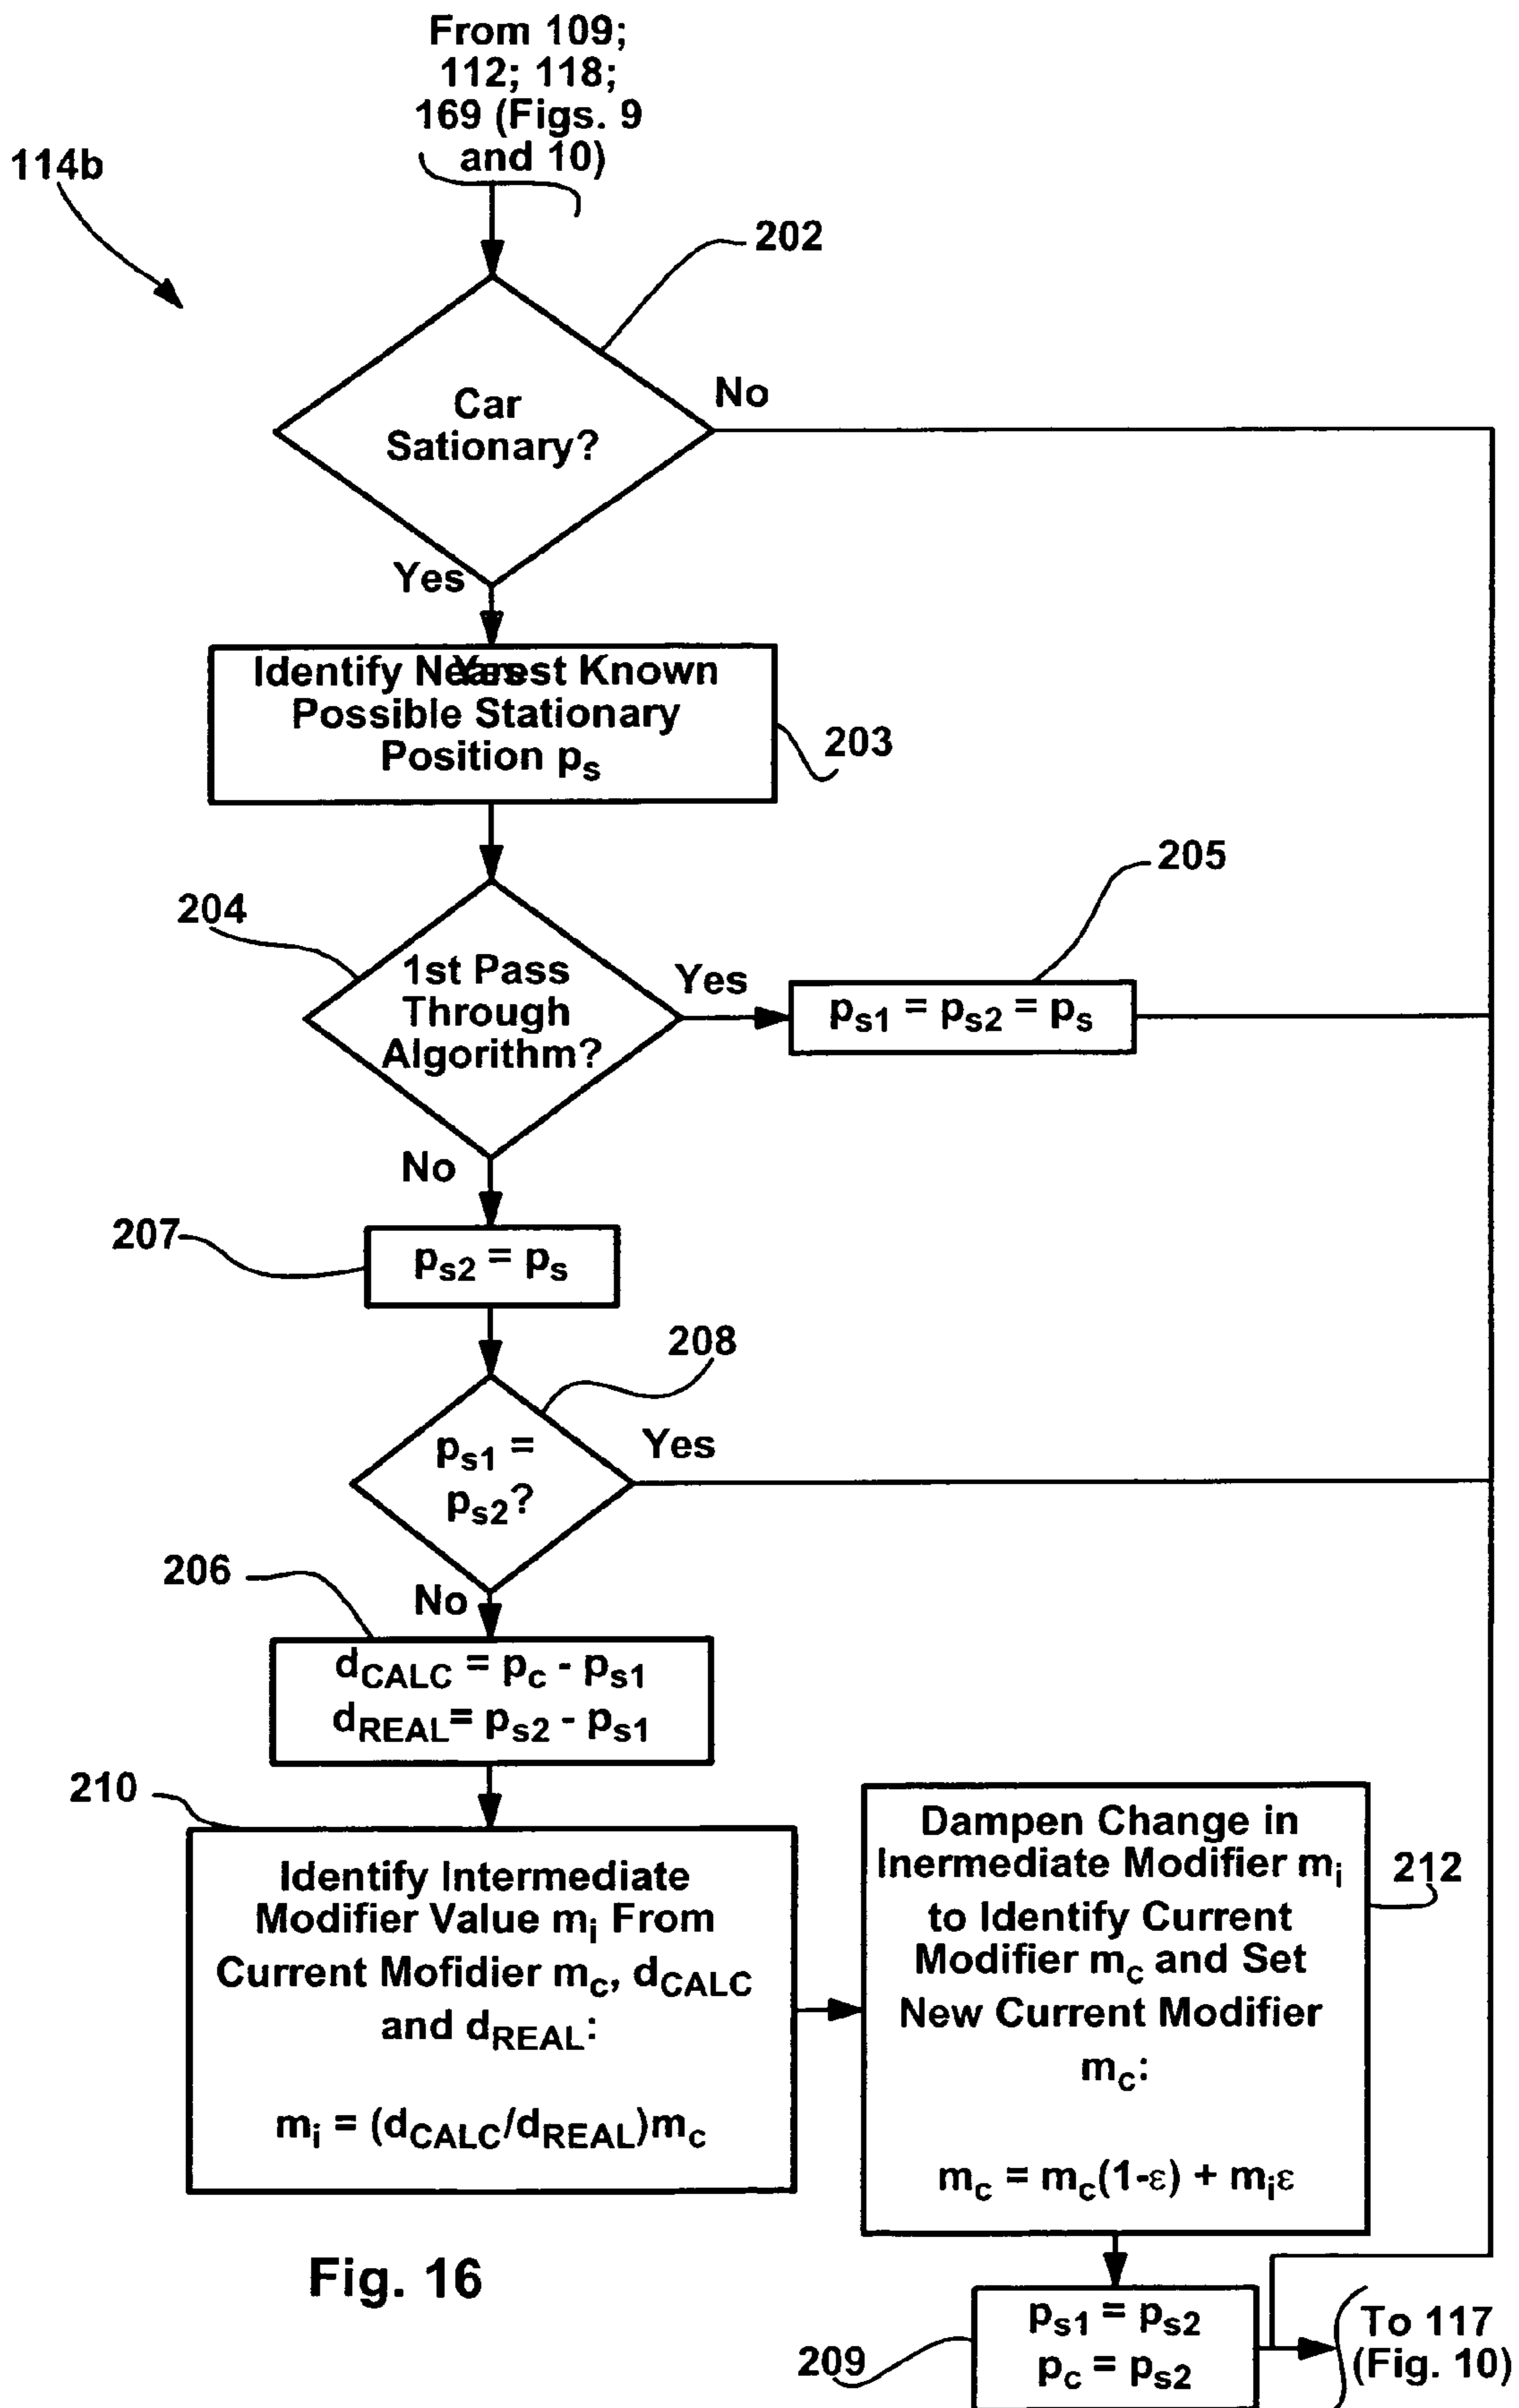 From 109;
112; 118;
169 (Figs. 9
and 10)
114b
202
No
Car
Sationary?
Yes
Yes
Identify Nearest Known
Possible Stationary
Position ps
203
205
204
1st Pass
Through
Algorithm?
Yes
ps1 = ps2 = ps
No
207
ps2 = ps
208
ps1 =
ps2?
Yes
206
No
dCALC = pc - ps1
dREAL= ps2 - ps1
210
Identify Intermediate
Modifier Value mi From
Current Mofidier mc, dCALC
and dREAL:
mi = (dCALC/dREAL)mc
Dampen Change in
Inermediate Modifier mi
to Identify Current
Modifier mc and Set
New Current Modifier
mc:
mc = mc(1-ε) + miε
212
Fig. 16
ps1 = ps2
pc = ps2
209
To 117
(Fig. 10)